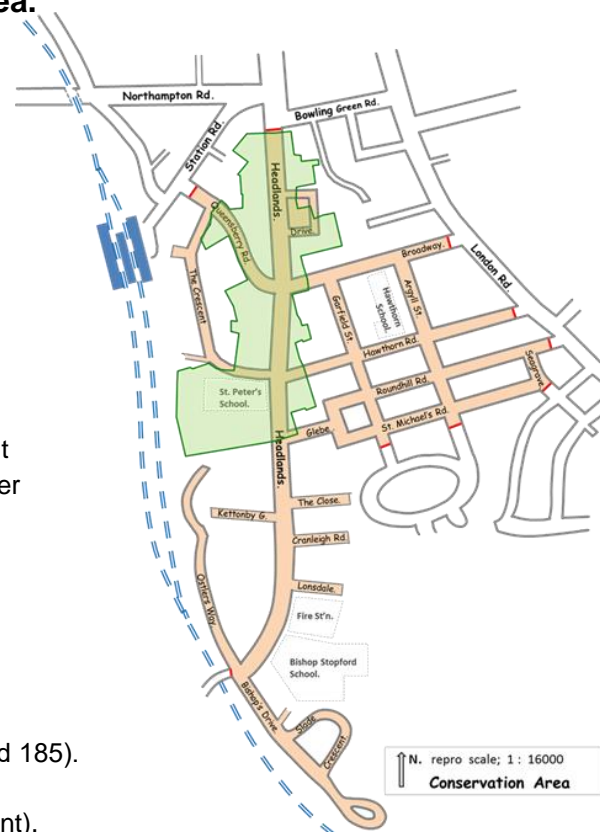 ea.
Northampton Rd.
Bowling Green Rd.
Station Rd.
Headlands.
Queensberry Rd.
Drive.
Broadway.
London Rd.
The Crescent
Garfield St.
Hawthorn
School.
Argyll St.
Hawthorn Rd.
Seagrave.
Roundhill Rd.
St. Peter's
School.
St. Michael's Rd.
Glebe.
Headlands.
t
er
The Close.
Kettonby G.
Cranleigh Rd.
Lonsdale.
Ostlers Way.
Fire St'n.
Bishop Stopford
School.
Bishop's Drive.
Slade
Crescent.
d 185).
N. repro scale; 1 : 16000
Conservation Area
nt).